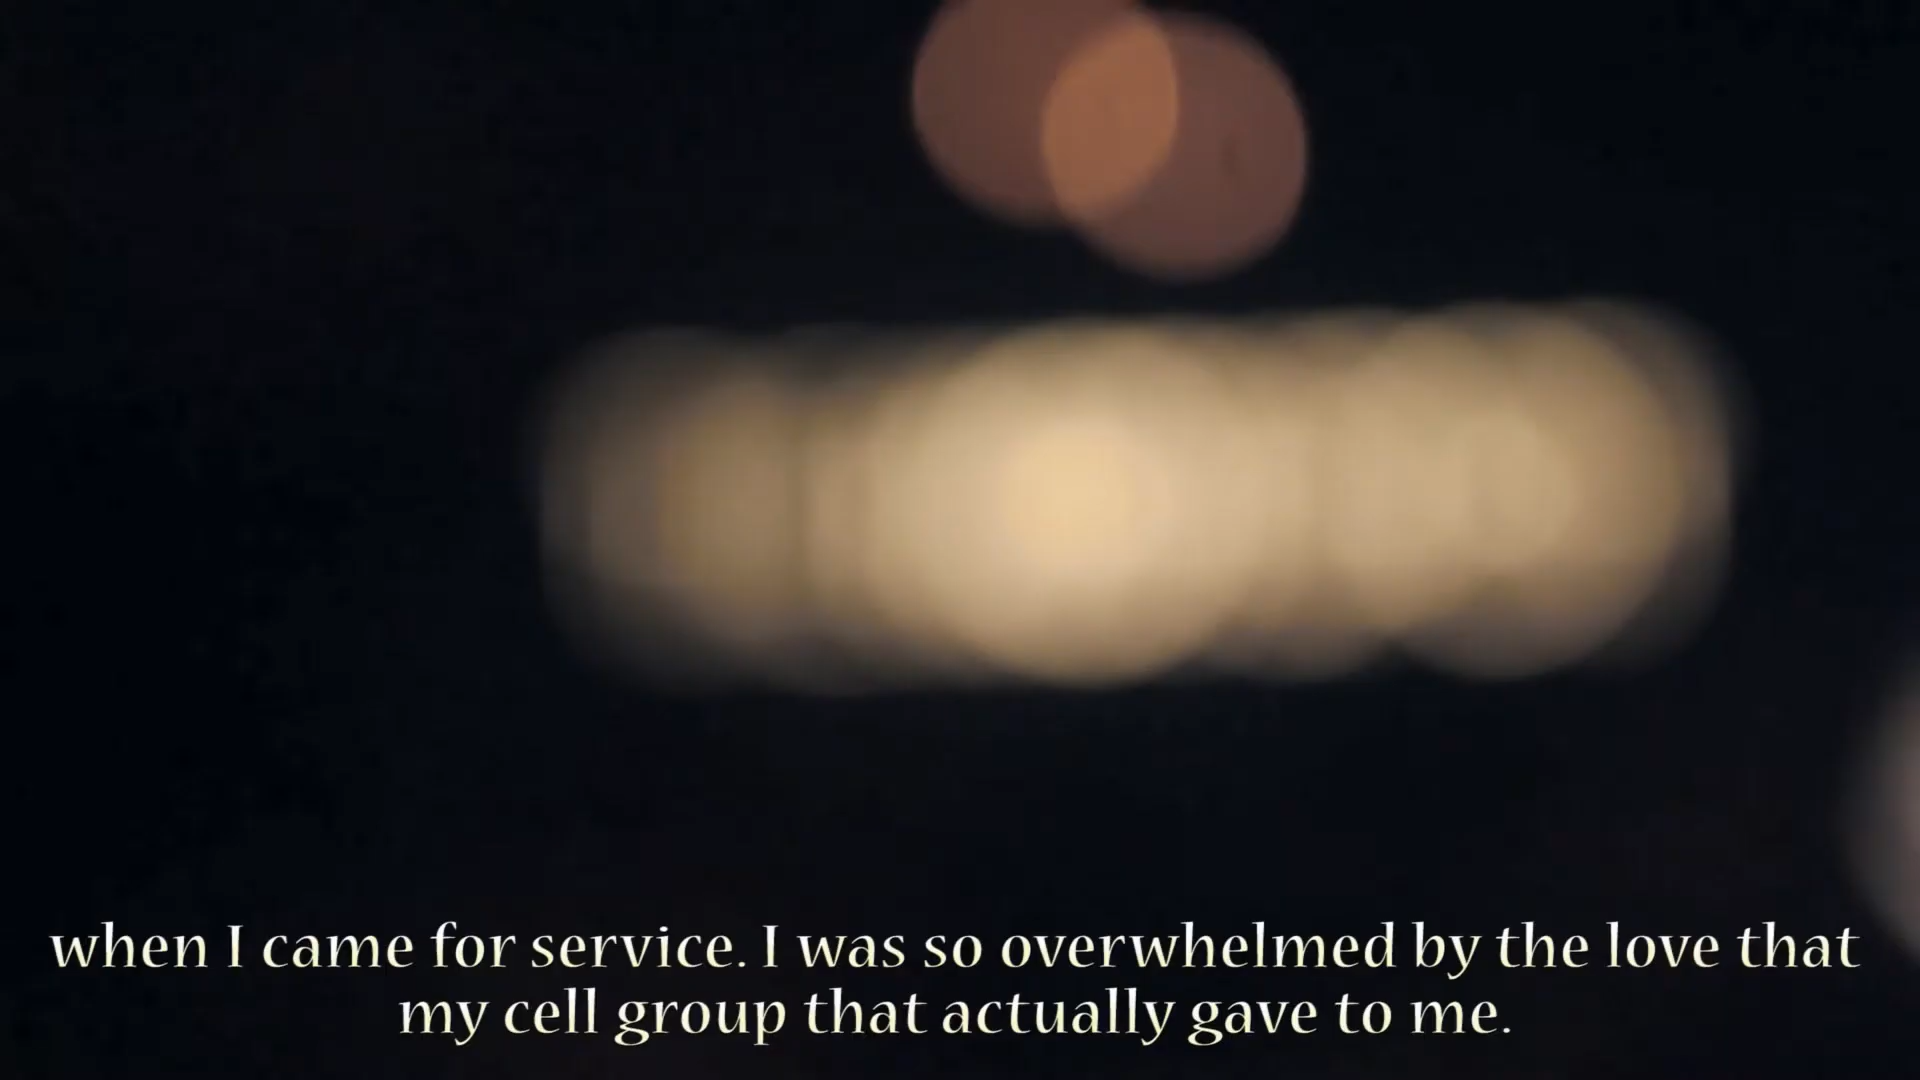 when I came for service. I was so overwhelmed by the love that
my cell group that actually gave to me.